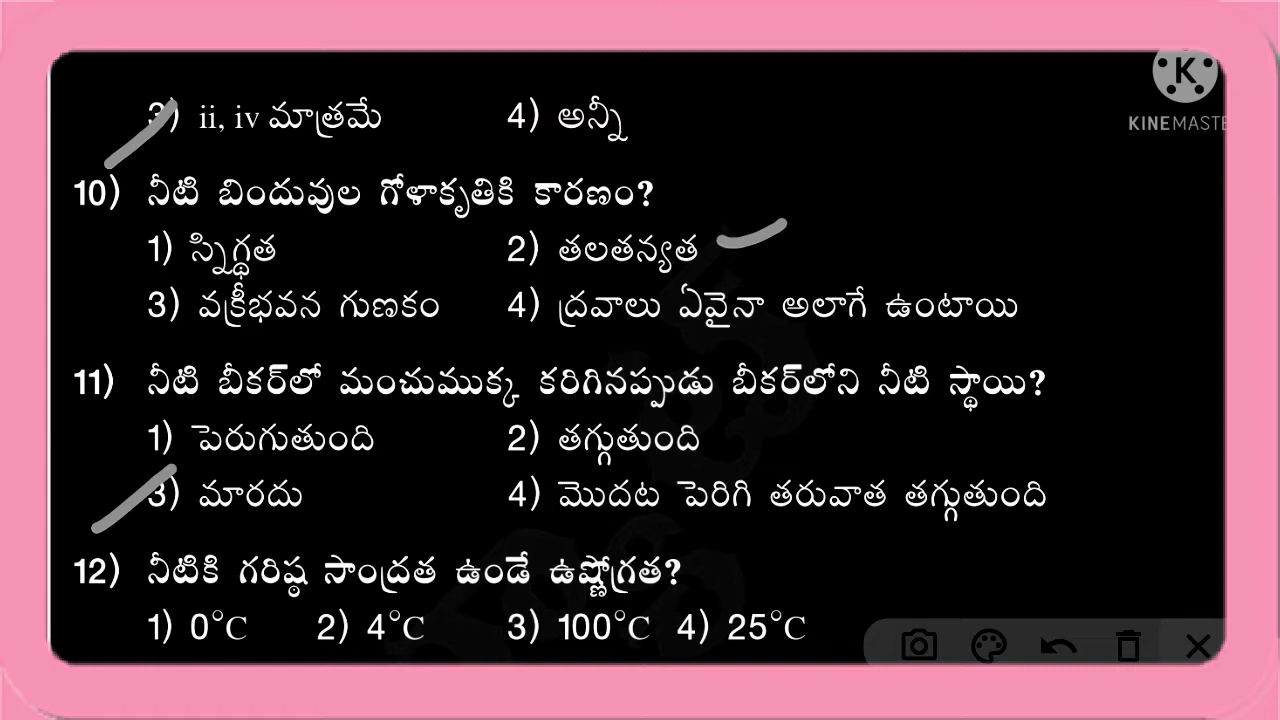 3) ii, iv మాత్రమే 4) అన్నీ
10) నీటి బిందువుల గోళాకృతికి కారణం?
1) స్నిగ్ధత 2) తలతన్యత
3) వక్రీభవన గుణకం 4) ద్రవాలు ఏవైనా అలాగే ఉంటాయి
11) నీటి బీకర్‌లో మంచుముక్క కరిగినప్పుడు బీకర్‌లోని నీటి స్థాయి?
1) పెరుగుతుంది 2) తగ్గుతుంది
3) మారదు 4) మొదట పెరిగి తరువాత తగ్గుతుంది
12) నీటికి గరిష్ఠ సాంద్రత ఉండే ఉష్ణోగ్రత?
1) 0°C 2) 4°C 3) 100°C 4) 25°C
K
KINEMASTE